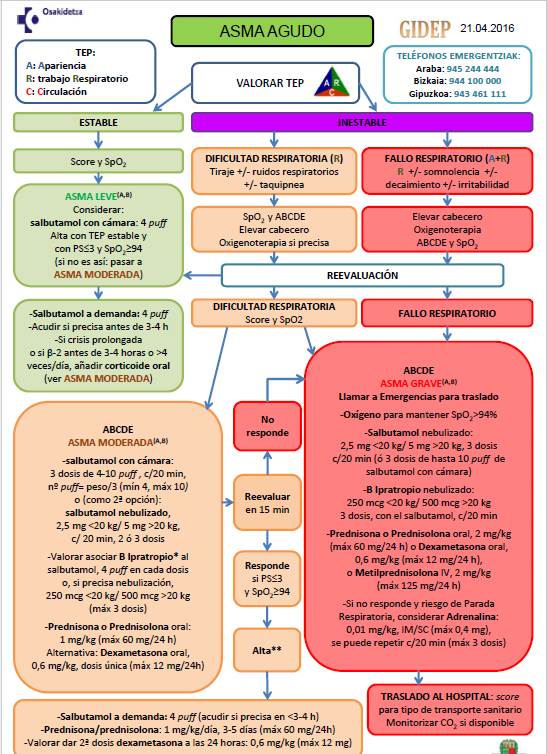 Osakidetza
ASMA AGUDO
GIDEP
21.04.2016
TEP:
A: Apariencia
R: trabajo Respiratorio
C: Circulación
VALORAR TEP
A R
C
TELÉFONOS EMERGENTZIAK:
Araba: 945 244 444
Bizkaia: 944 100 000
Gipuzkoa: 943 461 111
ESTABLE
INESTABLE
Score y SpO2
DIFICULTAD RESPIRATORIA (R)
Tiraje +/- ruidos respiratorios
+/- taquipnea
FALLO RESPIRATORIO (A+R)
R +/- somnolencia +/-
decaimiento +/- irritabilidad
ASMA LEVE(A,B)
Considerar:
salbutamol con cámara: 4 puff
Alta con TEP estable y
con PS≤3 y SpO2≥94
(si no es así: pasar a
ASMA MODERADA)
SpO2 y ABCDE
Elevar cabecero
Oxigenoterapia si precisa
Elevar cabecero
Oxigenoterapia
ABCDE y SpO2
REEVALUACIÓN
-Salbutamol a demanda: 4 puff
-Acudir si precisa antes de 3-4 h
-Si crisis prolongada
o si β-2 antes de 3-4 horas o >4
veces/día, añadir corticoide oral
(ver ASMA MODERADA)
DIFICULTAD RESPIRATORIA
Score y SpO2
FALLO RESPIRATORIO
ABCDE
ASMA MODERADA(A,B)
-salbutamol con cámara:
3 dosis de 4-10 puff, c/20 min,
nº puff= peso/3 (min 4, máx 10)
o (como 2ª opción):
salbutamol nebulizado,
2,5 mg <20 kg/ 5 mg >20 kg,
c/ 20 min, 2 ó 3 dosis
-Valorar asociar B Ipratropio* al
salbutamol, 4 puff en cada dosis
o, si precisa nebulización,
250 mcg <20 kg/ 500 mcg >20 kg
(máx 3 dosis)
-Prednisona o Prednisolona oral:
1 mg/kg (máx 60 mg/24 h)
Alternativa: Dexametasona oral,
0,6 mg/kg, dosis única (máx 12 mg/24h)
No
responde
Reevaluar
en 15 min
Responde
si PS≤3
y SpO2≥94
Alta**
ABCDE
ASMA GRAVE(A,B)
Llamar a Emergencias para traslado
-Oxígeno para mantener SpO2>94%
-Salbutamol nebulizado:
2,5 mg <20 kg/ 5 mg >20 kg, 3 dosis
c/20 min (ó 3 dosis de hasta 10 puff de
salbutamol con cámara)
-B Ipratropio nebulizado:
250 mcg <20 kg/ 500 mcg >20 kg
3 dosis, con el salbutamol, c/20 min
-Prednisona o Prednisolona oral, 2 mg/kg
(máx 60 mg/24 h) o Dexametasona oral,
0,6 mg/kg (máx 12 mg/24 h),
o Metilprednisolona IV, 2 mg/kg
(máx 125 mg/24 h)
-Si no responde y riesgo de Parada
Respiratoria, considerar Adrenalina:
0,01 mg/kg, IM/SC (máx 0,4 mg),
se puede repetir c/20 min (máx 3 dosis)
-Salbutamol a demanda: 4 puff (acudir si precisa en <3-4 h)
-Prednisona/prednisolona: 1 mg/kg/día, 3-5 días (máx 60 mg/24h)
-Valorar dar 2ª dosis dexametasona a las 24 horas: 0,6 mg/kg (máx 12 mg)
TRASLADO AL HOSPITAL: score
para tipo de transporte sanitario
Monitorizar CO2 si disponible